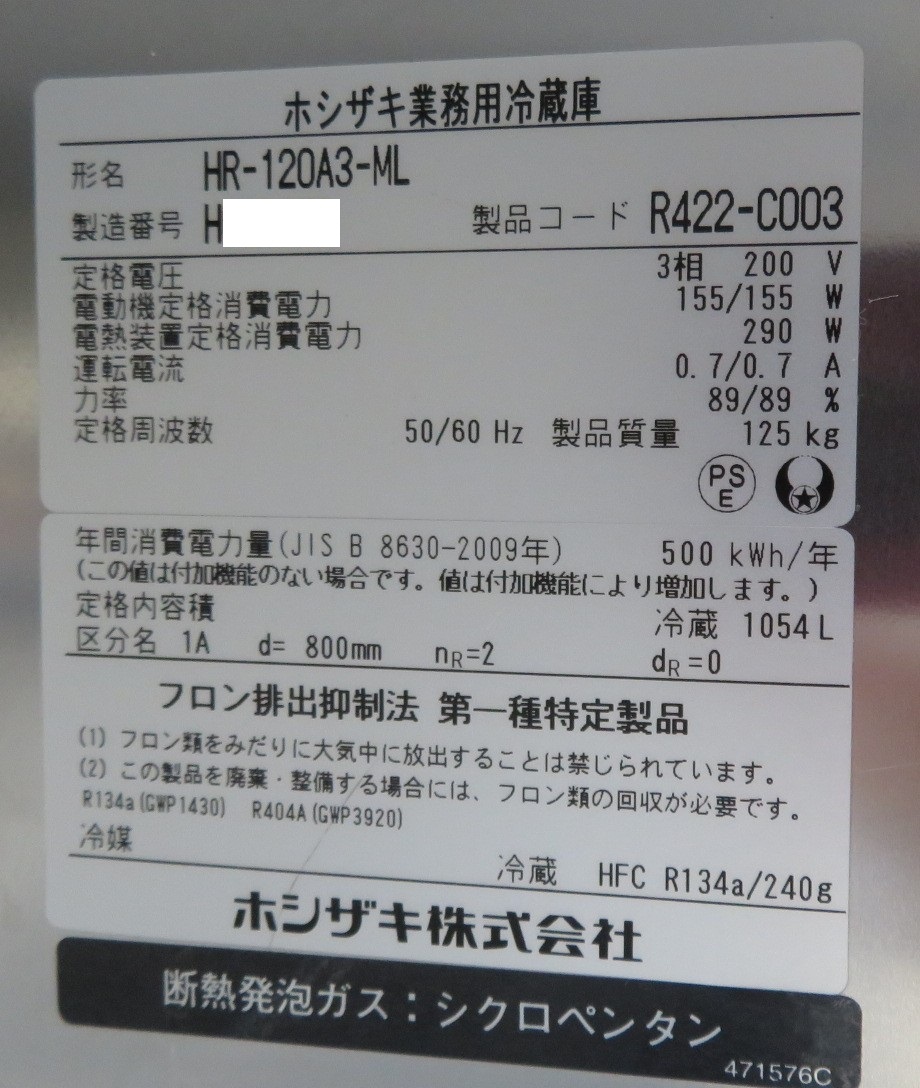 ホシザキ業務用冷蔵庫
形名 HR-120A3-ML
製造番号 H
製品コード R422-C003
定格電圧 3相 200 V
電動機定格消費電力 155/155 W
電熱装置定格消費電力 290 W
運転電流 0.7/0.7 A
力率 89/89 %
定格周波数 50/60 Hz 製品質量 125 kg
PS
E
年間消費電力量(JIS B 8630-2009年) 500 kWh/年
(この値は付加機能のない場合です。値は付加機能により増加します。)
定格内容積 冷蔵 1054L
区分名 1A d= 800mm nR=2 dR=0
フロン排出抑制法 第一種特定製品
(1) フロン類をみだりに大気中に放出することは禁じられています。
(2) この製品を廃棄・整備する場合には、フロン類の回収が必要です。
R134a(GWP1430) R404A(GWP3920)
冷媒 冷蔵 HFC R134a/240g
ホシザキ株式会社
断熱発泡ガス:シクロペンタン
471576C